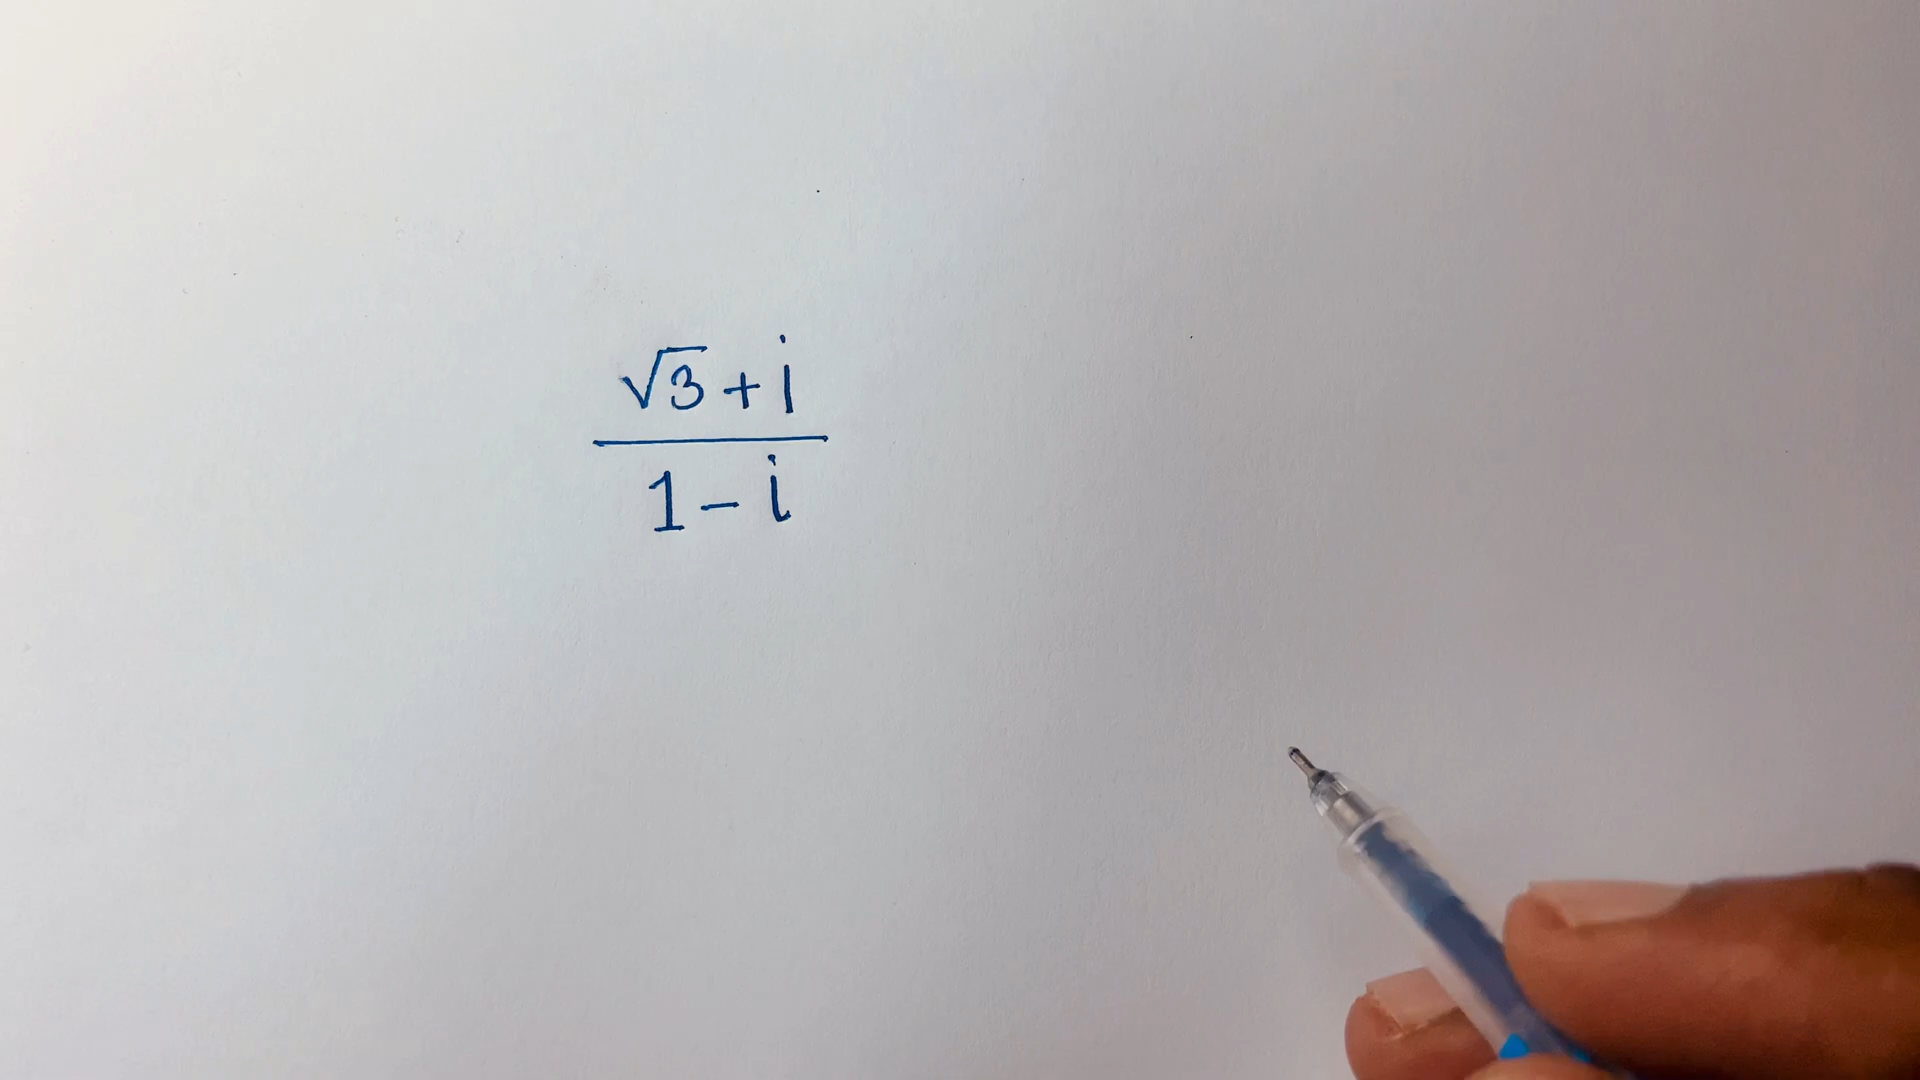 √3 + i
1 - i